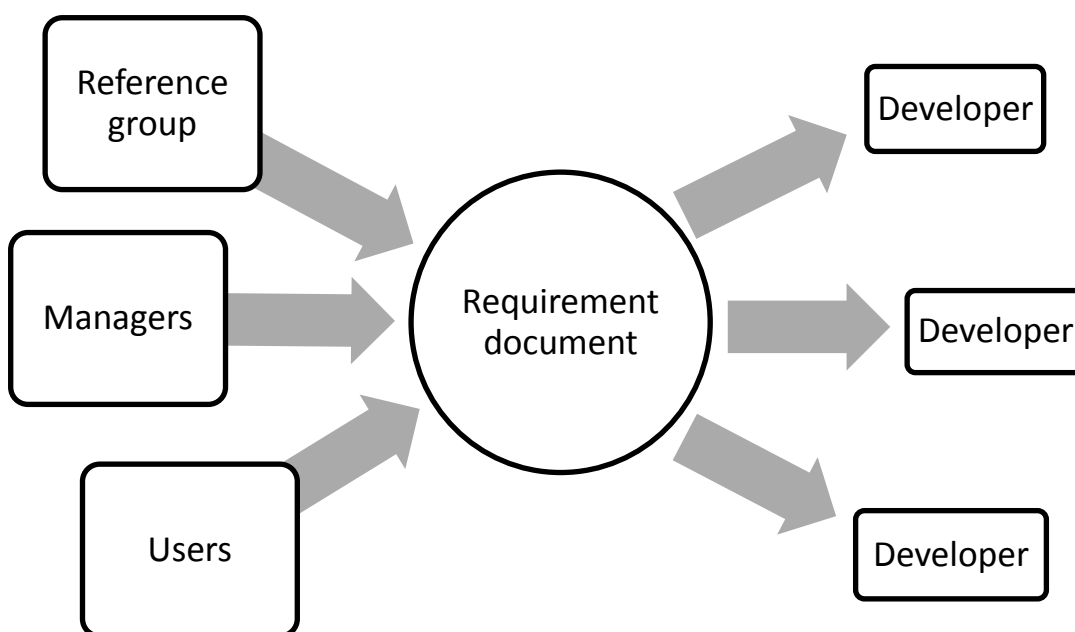 Reference
group
Managers
Users
Requirement
document
Developer
Developer
Developer